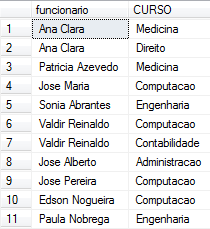 funcionario CURSO
1 Ana Clara Medicina
2 Ana Clara Direito
3 Patricia Azevedo Medicina
4 Jose Maria Computacao
5 Sonia Abrantes Engenharia
6 Valdir Reinaldo Computacao
7 Valdir Reinaldo Contabilidade
8 Jose Alberto Administracao
9 Jose Pereira Computacao
10 Edson Nogueira Computacao
11 Paula Nobrega Engenharia